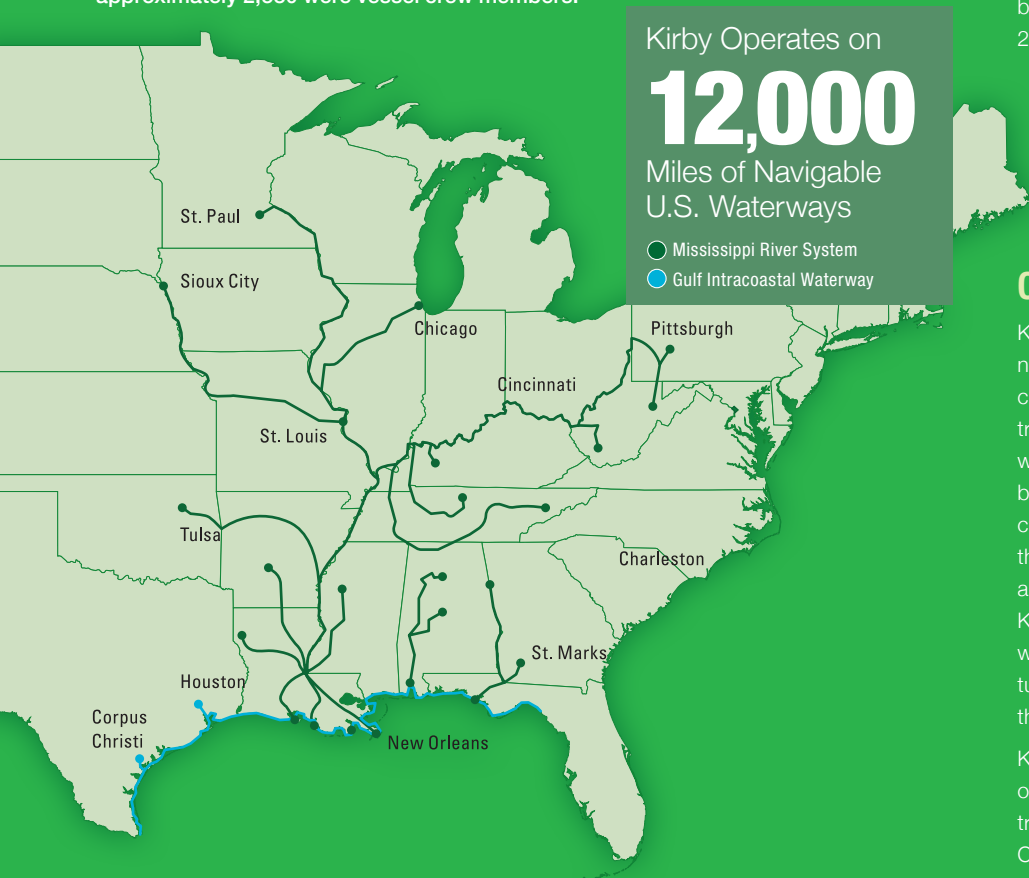 Kirby Operates on
12,000
Miles of Navigable
U.S. Waterways
Mississippi River System
Gulf Intracoastal Waterway
St. Paul
Sioux City
Chicago
Pittsburgh
Cincinnati
St. Louis
Tulsa
Charleston
St. Marks
Houston
Corpus
Christi
New Orleans